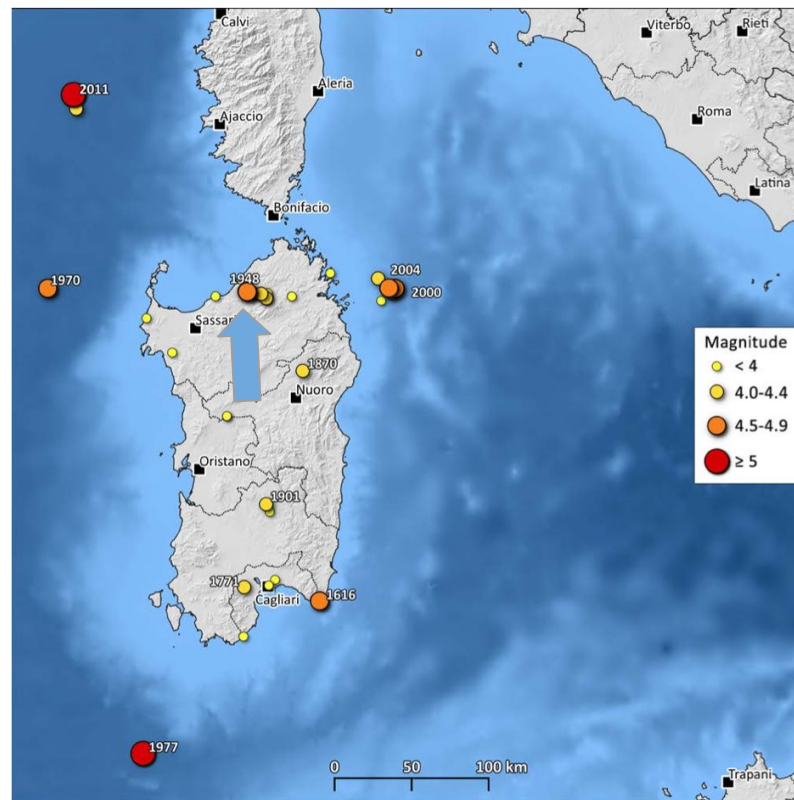 Calvi
Viterbo
Rieti
2011
Aleria
Ajaccio
Roma
Latina
Bonifacio
1970
1948
2004
2000
Sassari
Magnitude
< 4
4.0-4.4
4.5-4.9
≥ 5
1870
Nuoro
Oristano
1901
1771
Cagliari
1616
1977
0 50 100 km
Trapani